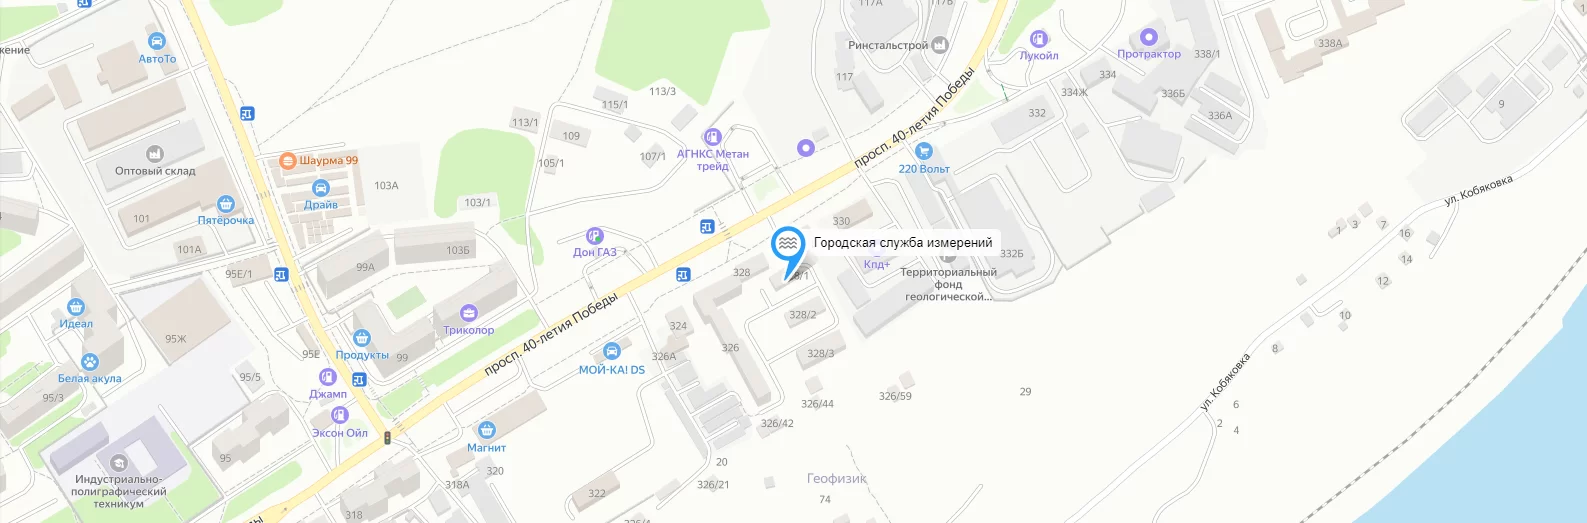 117А
117Б
жение
АвтоТо
Ринстальстрой
Лукойл
Протрактор
338/1
338А
117
334
334Ж
336Б
336А
332
9
просп. 40-летия Победы
115/1
113/3
113/1
109
107/1
105/1
АГНКС Метан
трейд
220 Вольт
Оптовый склад
Шаурма 99
Драйв
103А
103/1
101
Пятёрочка
101А
103Б
95Е/1
99А
Дон ГАЗ
330
Городская служба измерений
Кпд+
Территориальный
фонд
геологической...
332Б
ул. Кобяковка
1
3
7
16
14
12
10
8
328
328/2
328/3
324
326А
326
просп. 40-летия Победы
МОЙ-КА! DS
Идеал
Белая акула
95Ж
95Е
95/5
95/3
Триколор
Продукты
99
Джамп
Эксон Ойл
Магнит
95
Индустриально-
полиграфический
техникум
320
318А
318
322
20
326/21
326/42
326/44
326/59
29
Геофизик
74
ул. Кобяковка
6
2
4